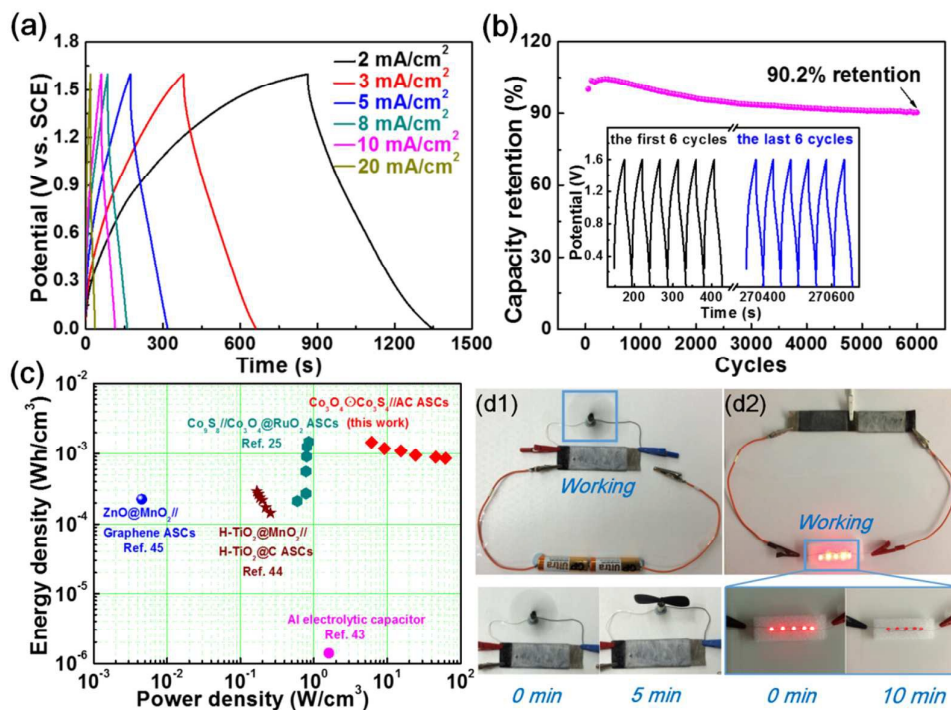 (a)
Potential (V vs. SCE)
1.8
1.5
1.2
0.9
0.6
0.3
0.0
2 mA/cm²
3 mA/cm²
5 mA/cm²
8 mA/cm²
10 mA/cm²
20 mA/cm²
0 300 600 900 1200 1500
Time (s)
(b)
Capacity retention (%)
120
90
60
30
0
90.2% retention
the first 6 cycles
the last 6 cycles
Potential (V)
1.6
1.2
0.8
0.4
200 300 400 270400 270600
Time (s)
0 1000 2000 3000 4000 5000 6000
Cycles
(c)
Energy density (Wh/cm³)
10⁻²
10⁻³
10⁻⁴
10⁻⁵
10⁻⁶
Co₃O₄⊙Co₃S₄//AC ASCs
(this work)
Co₉S₈//Co₃O₄@RuO₂ ASCs
Ref. 25
ZnO@MnO₂//
Graphene ASCs
Ref. 45
H-TiO₂@MnO₂//
H-TiO₂@C ASCs
Ref. 44
Al electrolytic capacitor
Ref. 43
10⁻³ 10⁻² 10⁻¹ 10⁰ 10¹ 10²
Power density (W/cm³)
(d1)
Working
Ultra
Ultra
0 min
5 min
(d2)
Working
0 min
10 min